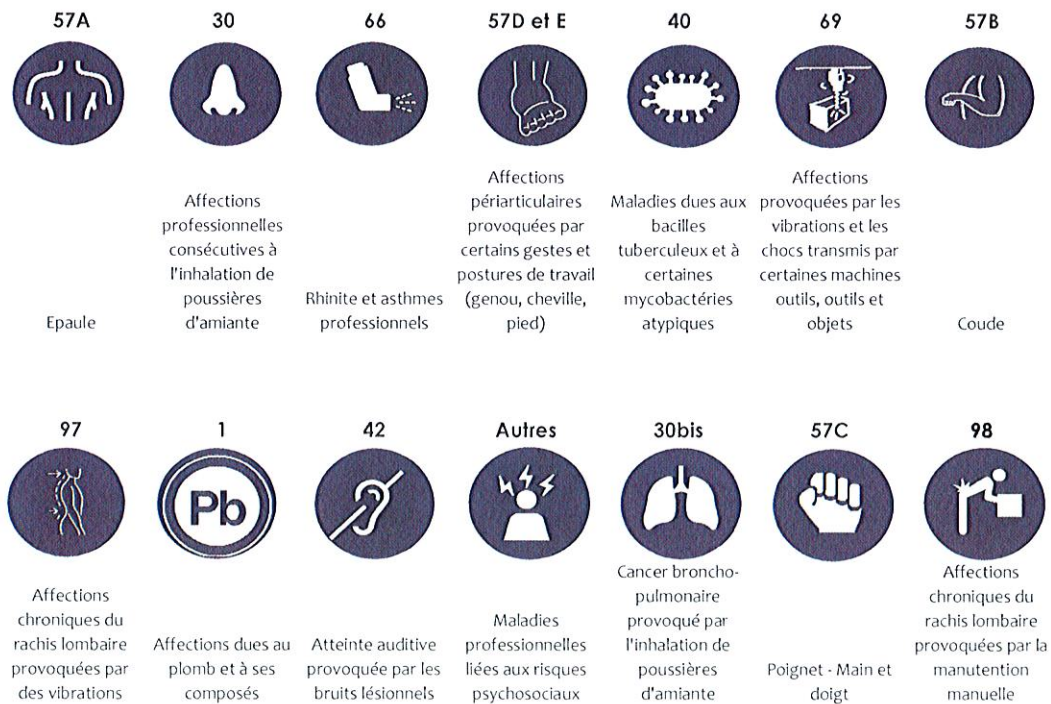 57A
30
66
57D et E
40
69
57B
Epaule
Affections
professionnelles
consécutives à
l'inhalation de
poussières
d'amiante
Rhinite et asthmes
professionnels
Affections
périarticulaires
provoquées par
certains gestes et
postures de travail
(genou, cheville,
pied)
Maladies dues aux
bacilles
tuberculeux et à
certaines
mycobactéries
atypiques
Affections
provoquées par les
vibrations et les
chocs transmis par
certaines machines
outils, outils et
objets
Coude
97
1
42
Autres
30bis
57C
98
Pb
Affections
chroniques du
rachis lombaire
provoquées par
des vibrations
Affections dues au
plomb et à ses
composés
Atteinte auditive
provoquée par les
bruits lésionnels
Maladies
professionnelles
liées aux risques
psychosociaux
Cancer broncho-
pulmonaire
provoqué par
l'inhalation de
poussières
d'amiante
Poignet - Main et
doigt
Affections
chroniques du
rachis lombaire
provoquées par la
manutention
manuelle